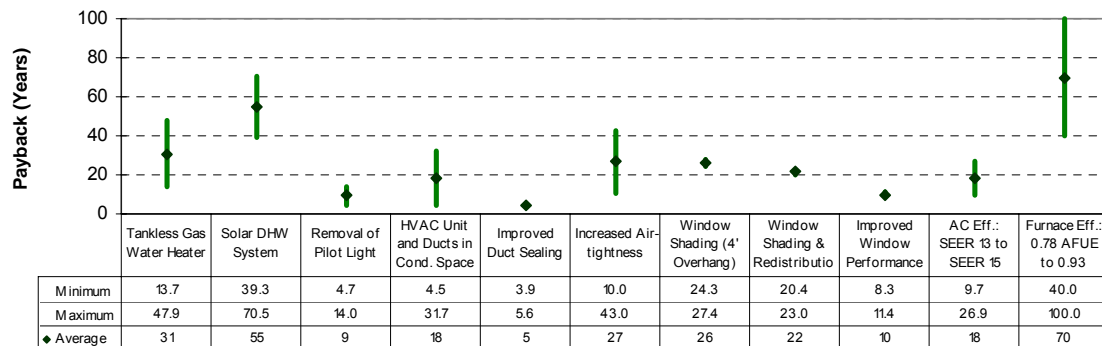 Payback (Years)
100
80
60
40
20
0
Tankless Gas Water Heater
Solar DHW System
Removal of Pilot Light
HVAC Unit and Ducts in Cond. Space
Improved Duct Sealing
Increased Air-tightness
Window Shading (4' Overhang)
Window Shading & Redistributio
Improved Window Performance
AC Eff.: SEER 13 to SEER 15
Furnace Eff.: 0.78 AFUE to 0.93
Minimum 13.7 39.3 4.7 4.5 3.9 10.0 24.3 20.4 8.3 9.7 40.0
Maximum 47.9 70.5 14.0 31.7 5.6 43.0 27.4 23.0 11.4 26.9 100.0
Average 31 55 9 18 5 27 26 22 10 18 70